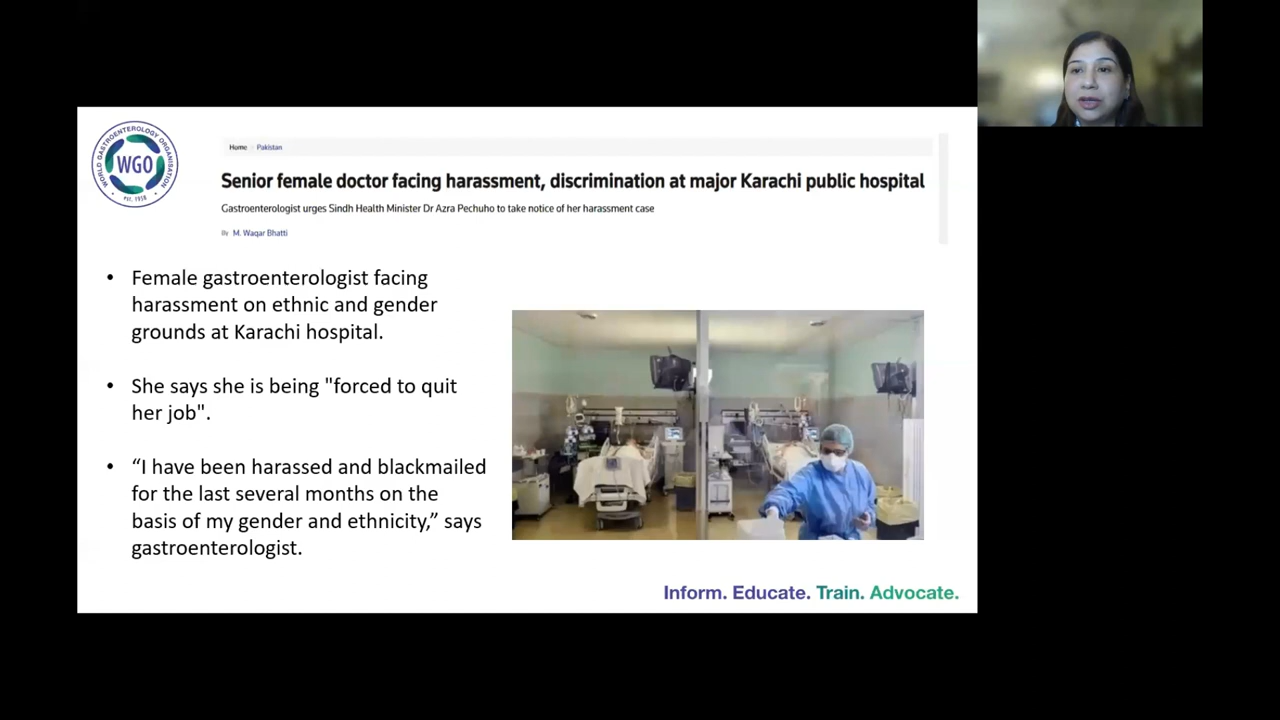 WORLD GASTROENTEROLOGY ORGANISATION
WGO
EST. 1958
Home Pakistan
Senior female doctor facing harassment, discrimination at major Karachi public hospital
Gastroenterologist urges Sindh Health Minister Dr Azra Pechuho to take notice of her harassment case
By M. Waqar Bhatti
• Female gastroenterologist facing
harassment on ethnic and gender
grounds at Karachi hospital.
• She says she is being "forced to quit
her job".
• “I have been harassed and blackmailed
for the last several months on the
basis of my gender and ethnicity,” says
gastroenterologist.
Inform. Educate. Train. Advocate.